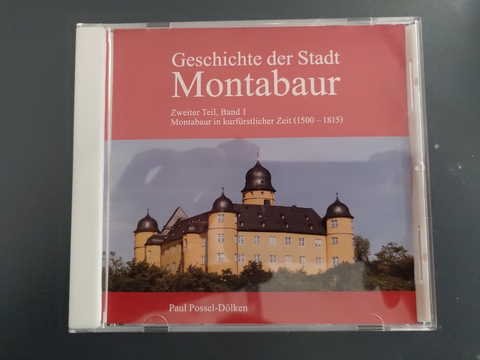 Geschichte der Stadt
Montabaur
Zweiter Teil, Band 1
Montabaur in kurfürstlicher Zeit (1500 – 1815)
Paul Possel-Dölken